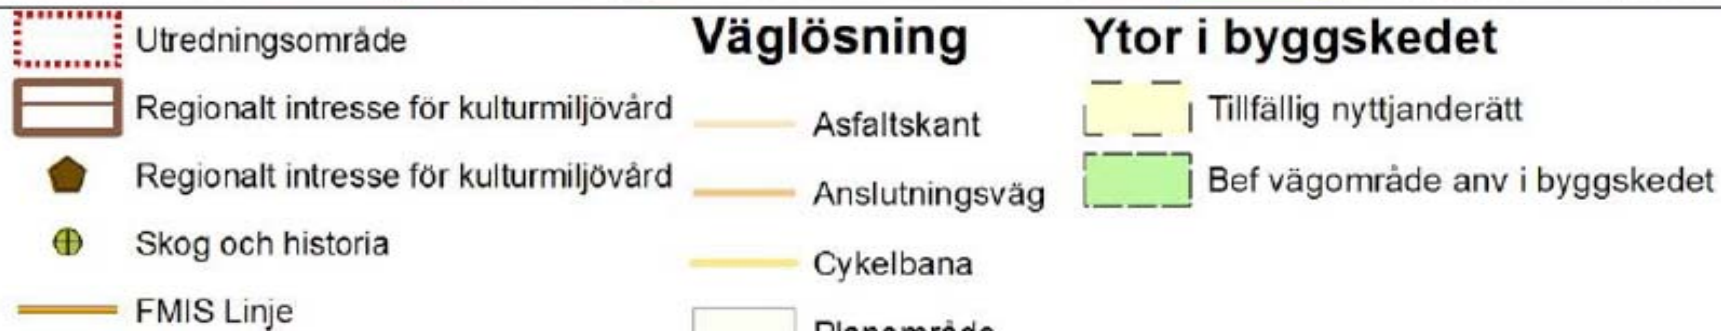 Utredningsområde
Regionalt intresse för kulturmiljövård
Regionalt intresse för kulturmiljövård
Skog och historia
FMIS Linje
Väglösning
Asfaltskant
Anslutningsväg
Cykelbana
Planområde
Ytor i byggskedet
Tillfällig nyttjanderätt
Bef vägområde anv i byggskedet